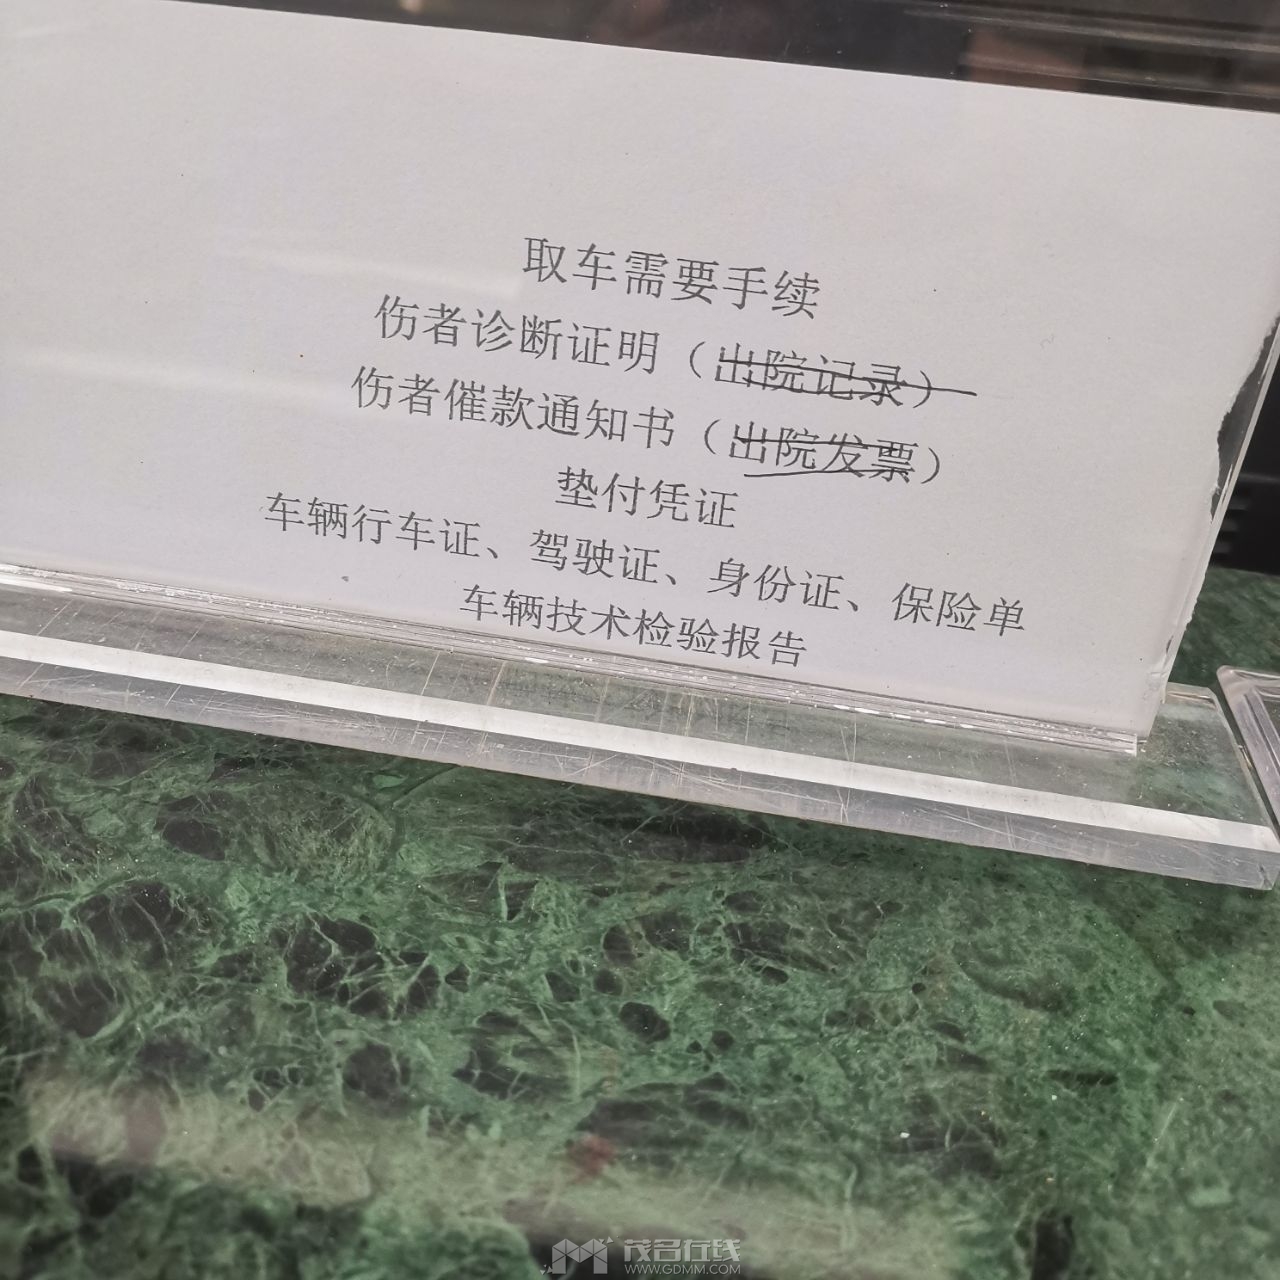 取车需要手续
伤者诊断证明（出院记录）
伤者催款通知书（出院发票）
垫付凭证
车辆行车证、驾驶证、身份证、保险单
车辆技术检验报告
茂名在线
WWW.GDMM.COM